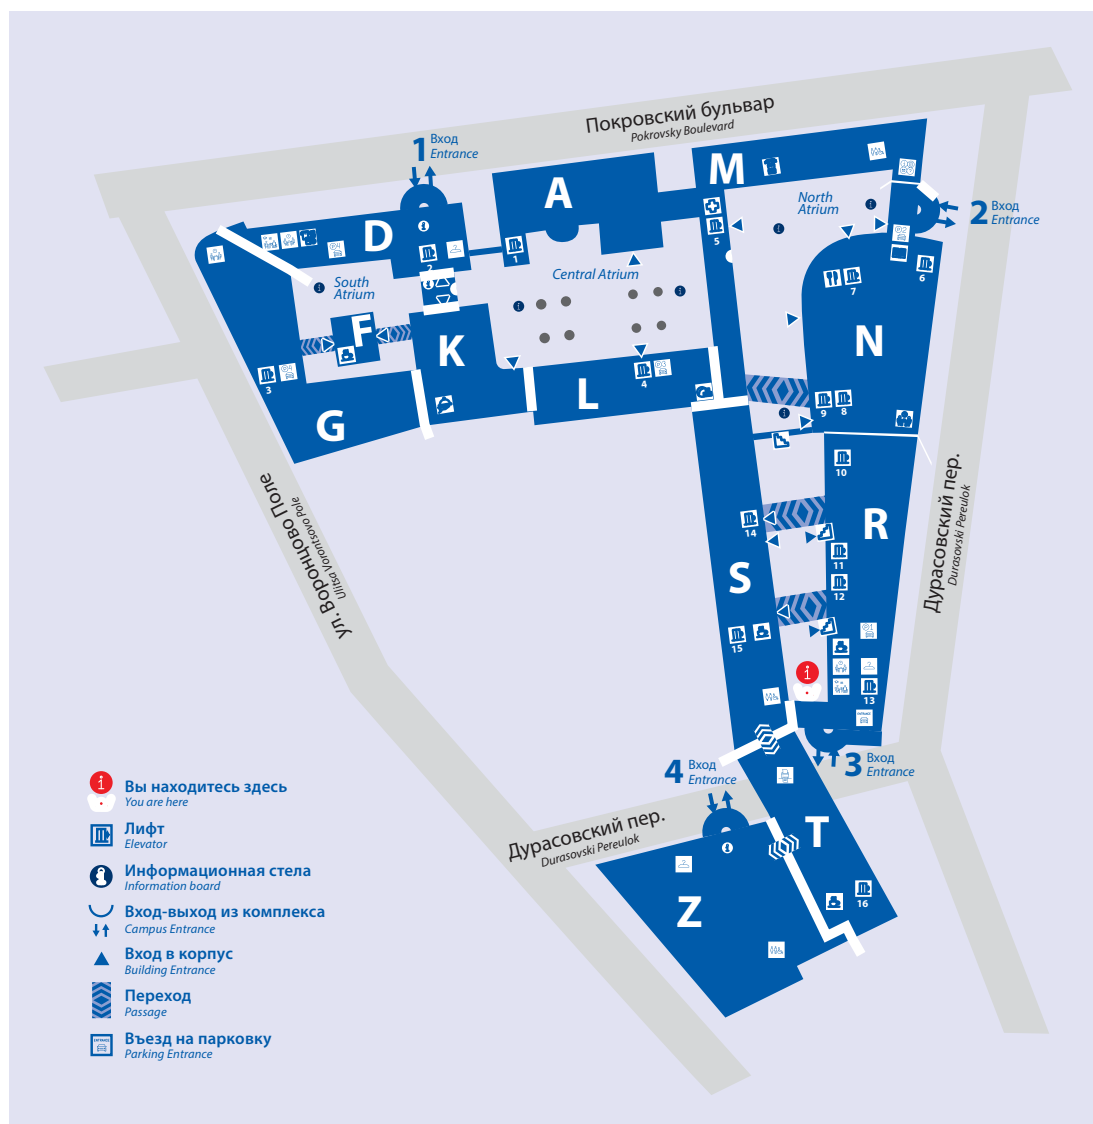 Покровский бульвар
Pokrovsky Boulevard
1 Вход
Entrance
A
M
North
Atrium
2 Вход
Entrance
D
5
1
2
South
Atrium
Central Atrium
6
7
F
K
N
3
4
L
9
8
G
10
ул. Воронцово Поле
Ulitsa Vorontsovo Pole
Дурасовский пер.
Durasovski Pereulok
14
R
11
S
12
15
13
ENTRANCE
3 Вход
Entrance
4 Вход
Entrance
Дурасовский пер.
Durasovski Pereulok
T
Z
16
Вы находитесь здесь
You are here
Лифт
Elevator
Информационная стела
Information board
Вход-выход из комплекса
Campus Entrance
Вход в корпус
Building Entrance
Переход
Passage
ENTRANCE
Въезд на парковку
Parking Entrance